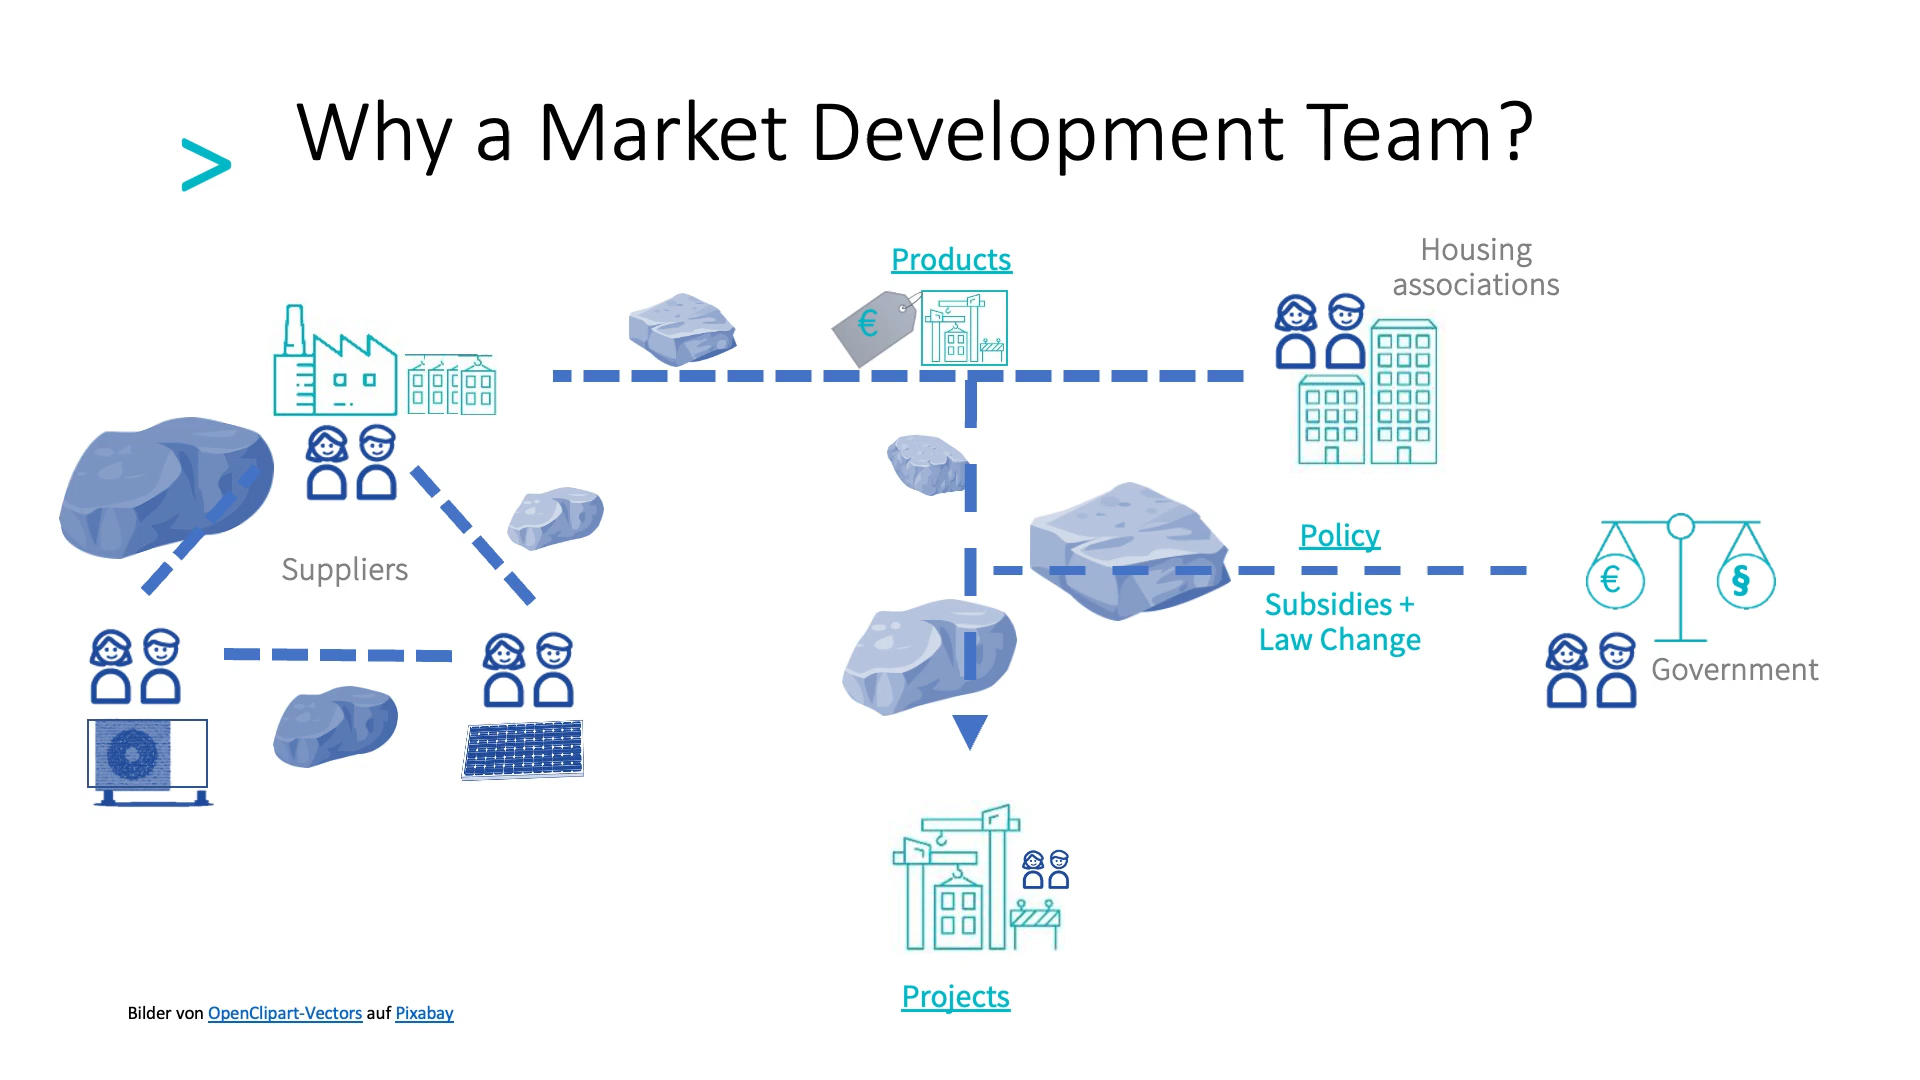 > Why a Market Development Team?
Products
Housing
associations
€
Suppliers
Policy
Subsidies +
Law Change
€ §
Government
Projects
Bilder von OpenClipart-Vectors auf Pixabay